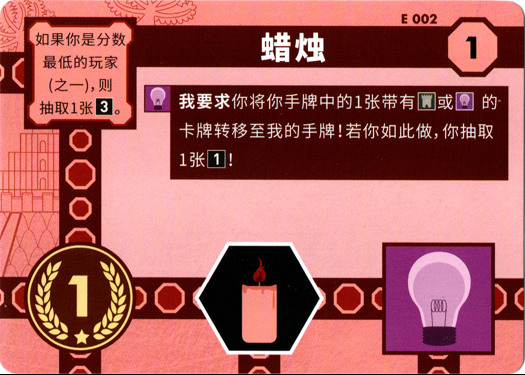 E 002
如果你是分数
最低的玩家
(之一),则
抽取1张3。
蜡烛
1
我要求你将你手牌中的1张带有或的
卡牌转移至我的手牌!若你如此做,你抽取
1张1!
1